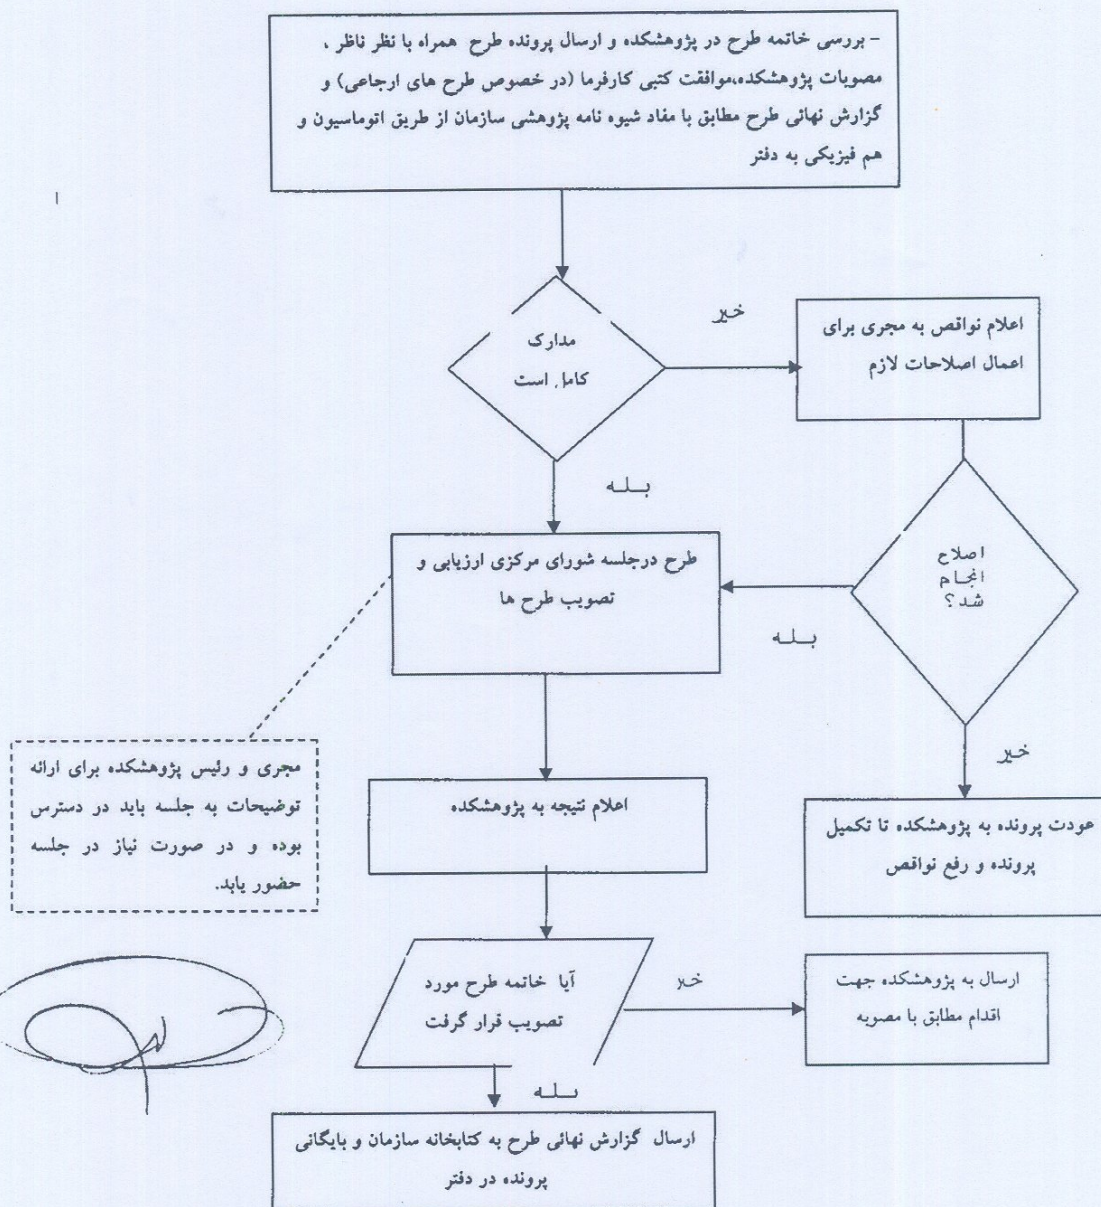 - بررسی خاتمه طرح در پژوهشکده و ارسال پرونده طرح همراه با نظر ناظر ،
مصوبات پژوهشکده،موافقت کتبی کارفرما (در خصوص طرح های ارجاعی) و
گزارش نهائی طرح مطابق با مفاد شیوه نامه پژوهشی سازمان از طریق اتوماسیون و
هم فیزیکی به دفتر
مدارک
کامل است
خیر
اعلام نواقص به مجری برای
اعمال اصلاحات لازم
بله
اصلاح
انجام
شد؟
بله
طرح درجلسه شورای مرکزی ارزیابی و
تصویب طرح ها
خیر
عودت پرونده به پژوهشکده تا تکمیل
پرونده و رفع نواقص
مجری و رئیس پژوهشکده برای ارائه
توضیحات به جلسه باید در دسترس
بوده و در صورت نیاز در جلسه
حضور یابد.
اعلام نتیجه به پژوهشکده
آیا خاتمه طرح مورد
تصویب قرار گرفت
خیر
ارسال به پژوهشکده جهت
اقدام مطابق با مصوبه
بله
ارسال گزارش نهائی طرح به کتابخانه سازمان و بایگانی
پرونده در دفتر